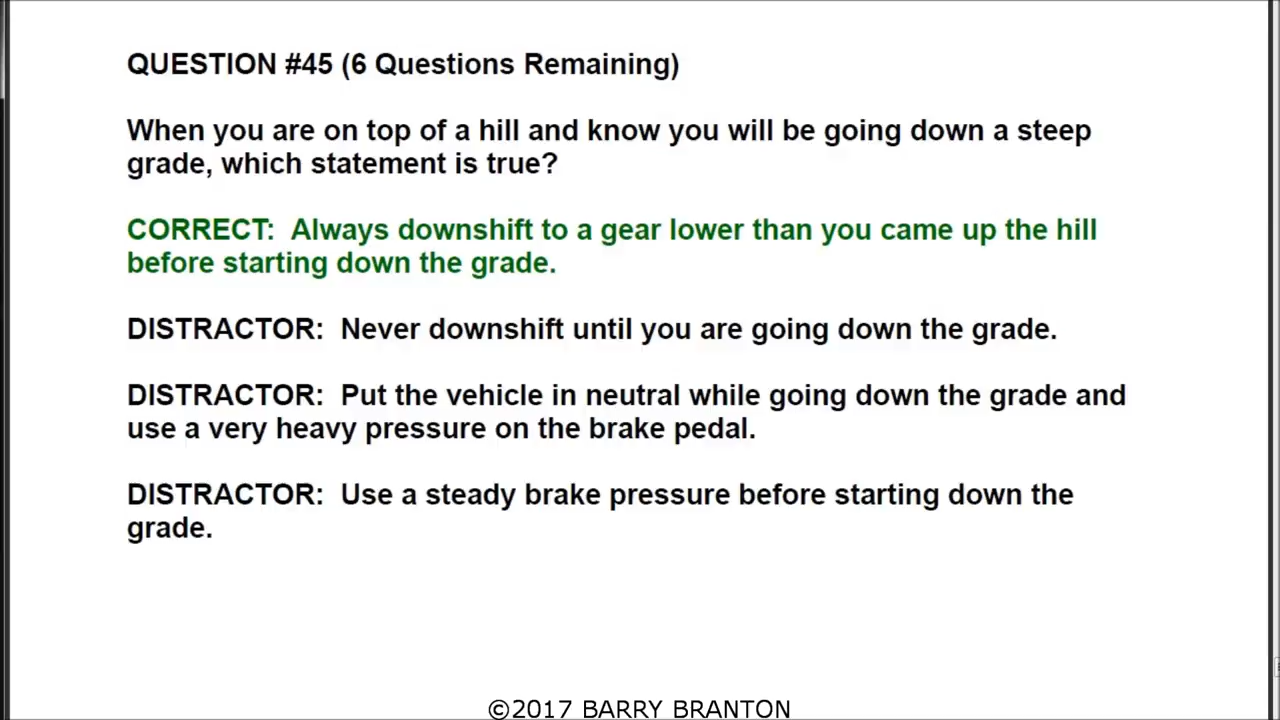 QUESTION #45 (6 Questions Remaining)
When you are on top of a hill and know you will be going down a steep
grade, which statement is true?
CORRECT:  Always downshift to a gear lower than you came up the hill
before starting down the grade.
DISTRACTOR:  Never downshift until you are going down the grade.
DISTRACTOR:  Put the vehicle in neutral while going down the grade and
use a very heavy pressure on the brake pedal.
DISTRACTOR:  Use a steady brake pressure before starting down the
grade.
©2017 BARRY BRANTON